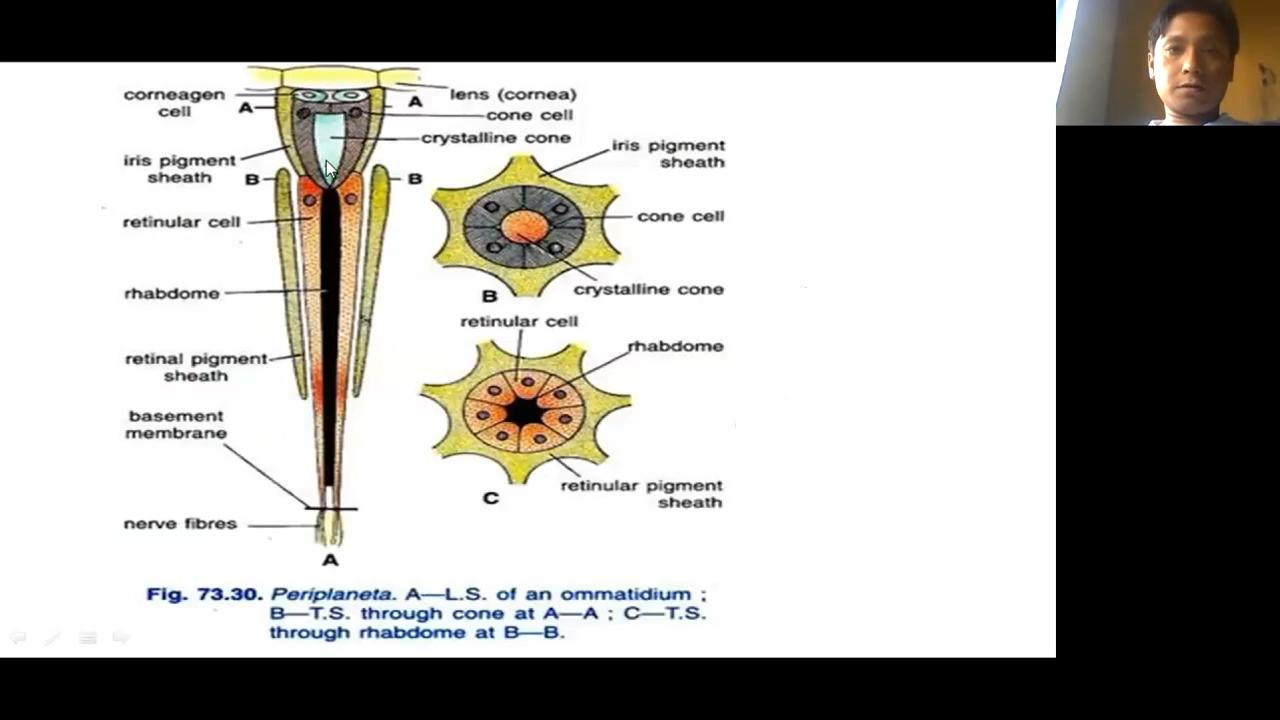 corneagen
cell
A
A
lens (cornea)
cone cell
crystalline cone
iris pigment
sheath
B
B
retinular cell
rhabdome
retinal pigment
sheath
basement
membrane
nerve fibres
A
iris pigment
sheath
cone cell
crystalline cone
B
retinular cell
rhabdome
retinular pigment
sheath
C
Fig. 73.30. Periplaneta. A—L.S. of an ommatidium ;
B—T.S. through cone at A—A ; C—T.S.
through rhabdome at B—B.